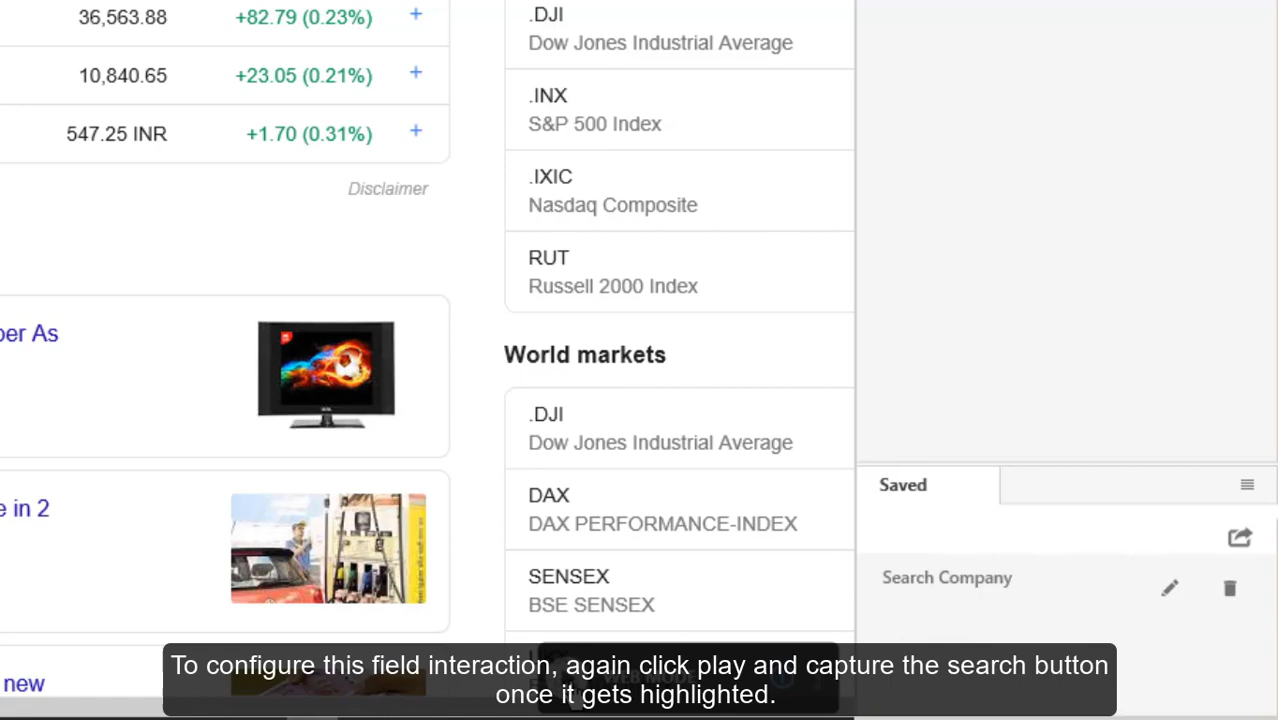 36,563.88 +82.79 (0.23%) +
10,840.65 +23.05 (0.21%) +
547.25 INR +1.70 (0.31%) +
Disclaimer
per As
e in 2
new
.DJI
Dow Jones Industrial Average
.INX
S&P 500 Index
.IXIC
Nasdaq Composite
RUT
Russell 2000 Index
World markets
.DJI
Dow Jones Industrial Average
DAX
DAX PERFORMANCE-INDEX
SENSEX
BSE SENSEX
Saved
Search Company
To configure this field interaction, again click play and capture the search button
once it gets highlighted.